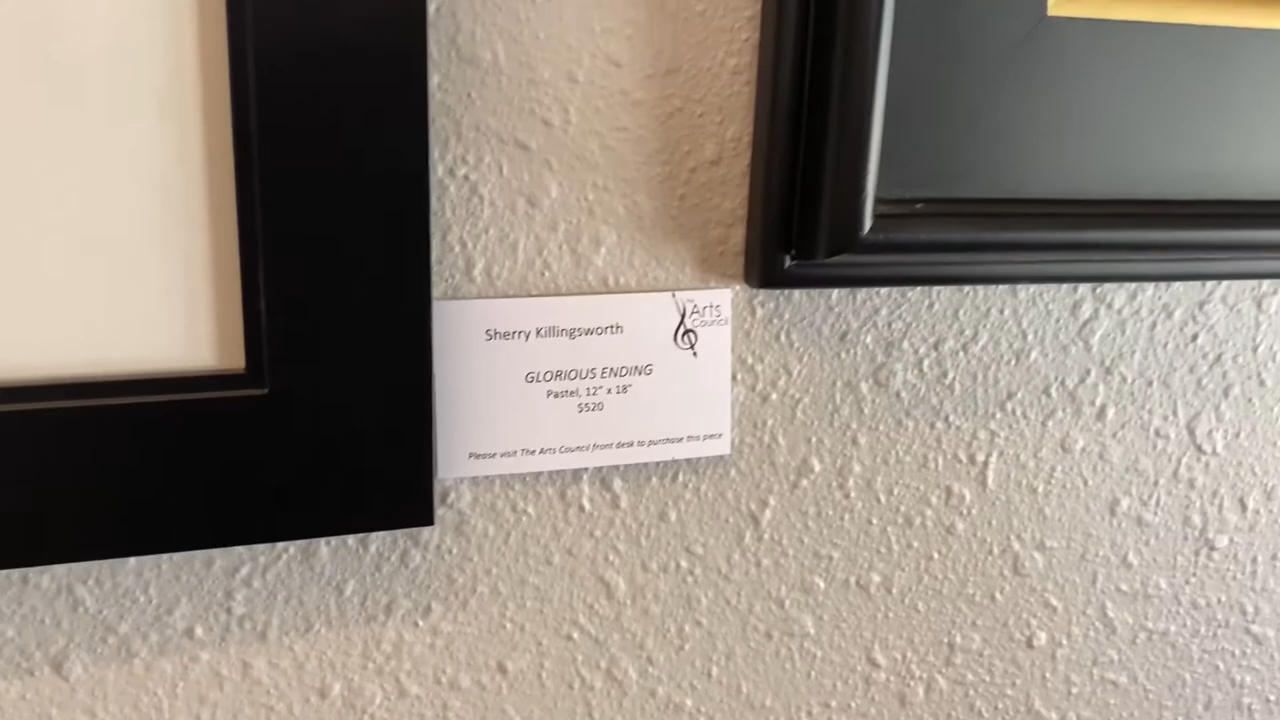 The
Arts
Council
Sherry Killingsworth
GLORIOUS ENDING
Pastel, 12” x 18”
$520
Please visit The Arts Council front desk to purchase this piece